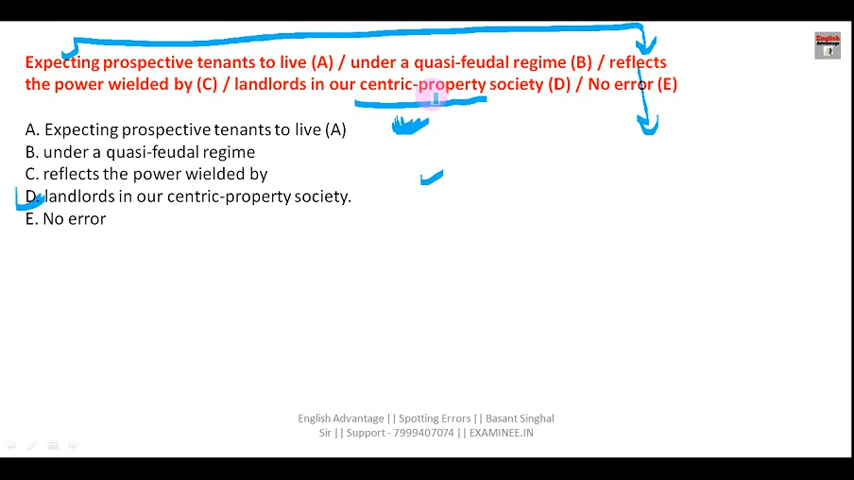 English
Advantage
Expecting prospective tenants to live (A) / under a quasi-feudal regime (B) / reflects
the power wielded by (C) / landlords in our centric-property society (D) / No error (E)
A. Expecting prospective tenants to live (A)
B. under a quasi-feudal regime
C. reflects the power wielded by
D. landlords in our centric-property society.
E. No error
English Advantage || Spotting Errors || Basant Singhal
Sir || Support - 7999407074 || EXAMINEE.IN